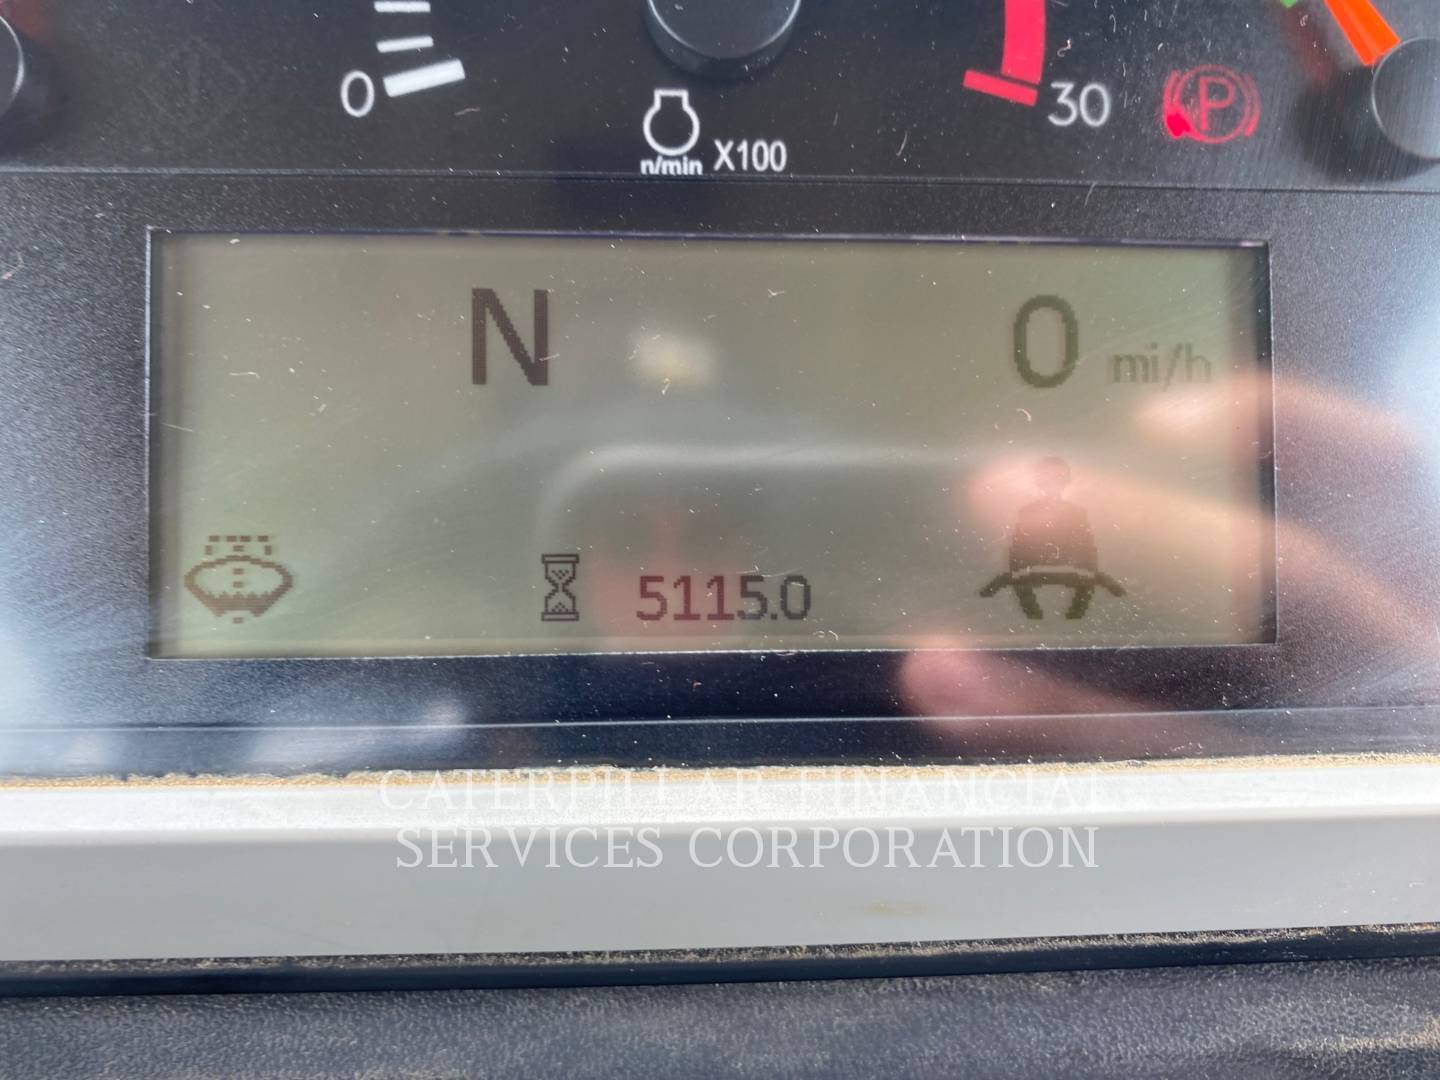 0
30
P
n/min X100
N
0 mi/h
5115.0
CATERPILLAR FINANCIAL
SERVICES CORPORATION